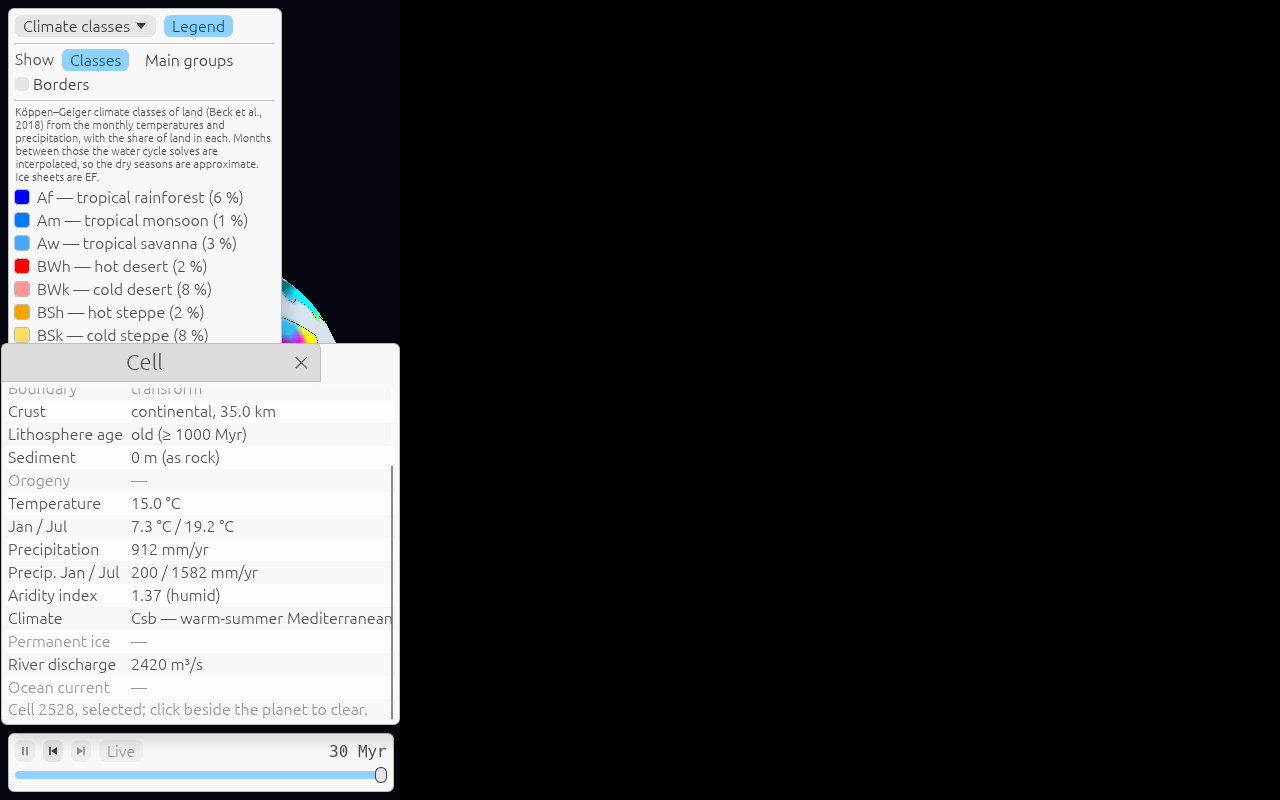 Climate classes Legend
Show Classes Main groups
Borders
Köppen–Geiger climate classes of land (Beck et al.,
2018) from the monthly temperatures and
precipitation, with the share of land in each. Months
between those the water cycle solves are
interpolated, so the dry seasons are approximate.
Ice sheets are EF.
Af — tropical rainforest (6 %)
Am — tropical monsoon (1 %)
Aw — tropical savanna (3 %)
BWh — hot desert (2 %)
BWk — cold desert (8 %)
BSh — hot steppe (2 %)
BSk — cold steppe (8 %)
Cell
Boundary transform
Crust continental, 35.0 km
Lithosphere age old (≥ 1000 Myr)
Sediment 0 m (as rock)
Orogeny —
Temperature 15.0 °C
Jan / Jul 7.3 °C / 19.2 °C
Precipitation 912 mm/yr
Precip. Jan / Jul 200 / 1582 mm/yr
Aridity index 1.37 (humid)
Climate Csb — warm-summer Mediterranean
Permanent ice —
River discharge 2420 m³/s
Ocean current —
Cell 2528, selected; click beside the planet to clear.
Live 30 Myr